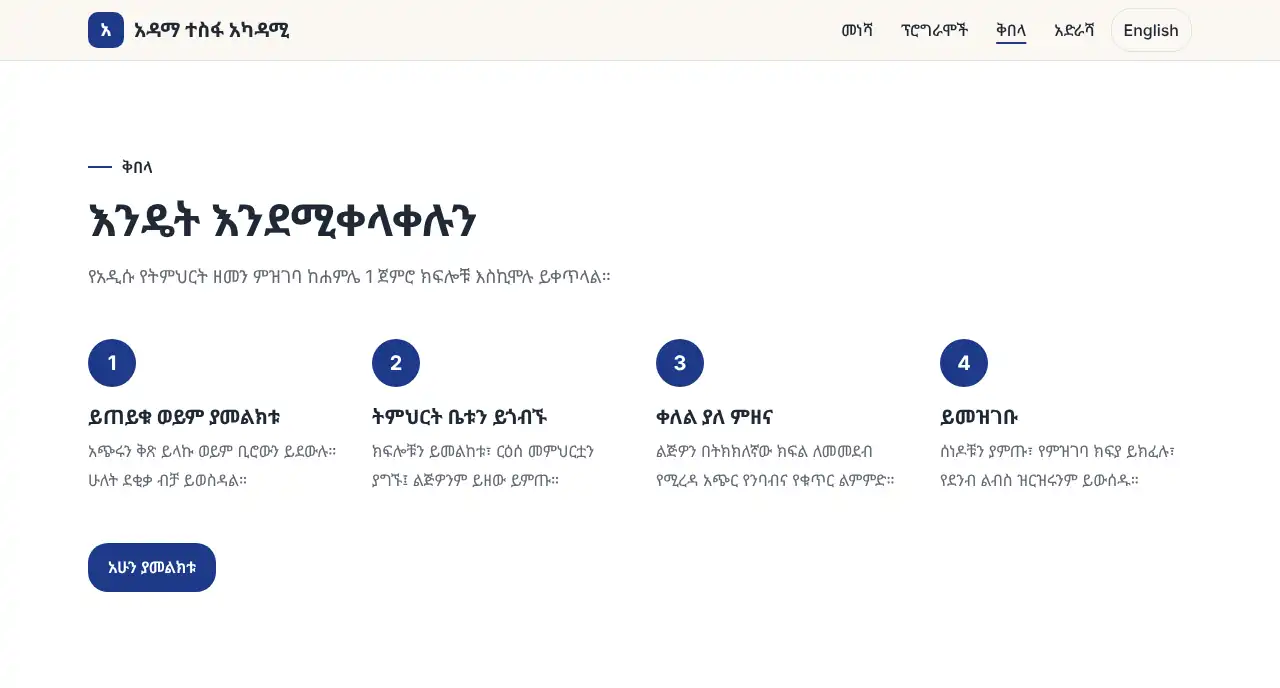 አ
አዳማ ተስፋ አካዳሚ
መነሻ
ፕሮግራሞች
ቅበላ
አድራሻ
English
ቅበላ
እንዴት እንደሚቀላቀሉን
የአዲሱ የትምህርት ዘመን ምዝገባ ከሐምሌ 1 ጀምሮ ክፍሎቹ እስኪሞሉ ይቀጥላል።
1
ይጠይቁ ወይም ያመልክቱ
አጭሩን ቅጽ ይላኩ ወይም ቢሮውን ይደውሉ።
ሁለት ደቂቃ ብቻ ይወስዳል።
2
ትምህርት ቤቱን ይጎብኙ
ክፍሎቹን ይመልከቱ፣ ርዕሰ መምህርቷን
ያግኙ፤ ልጅዎንም ይዘው ይምጡ።
3
ቀለል ያለ ምዘና
ልጅዎን በትክክለኛው ክፍል ለመመደብ
የሚረዳ አጭር የንባብና የቁጥር ልምምድ።
4
ይመዝገቡ
ሰነዶቹን ያምጡ፣ የምዝገባ ክፍያ ይክፈሉ፣
የደንብ ልብስ ዝርዝሩንም ይውሰዱ።
አሁን ያመልክቱ